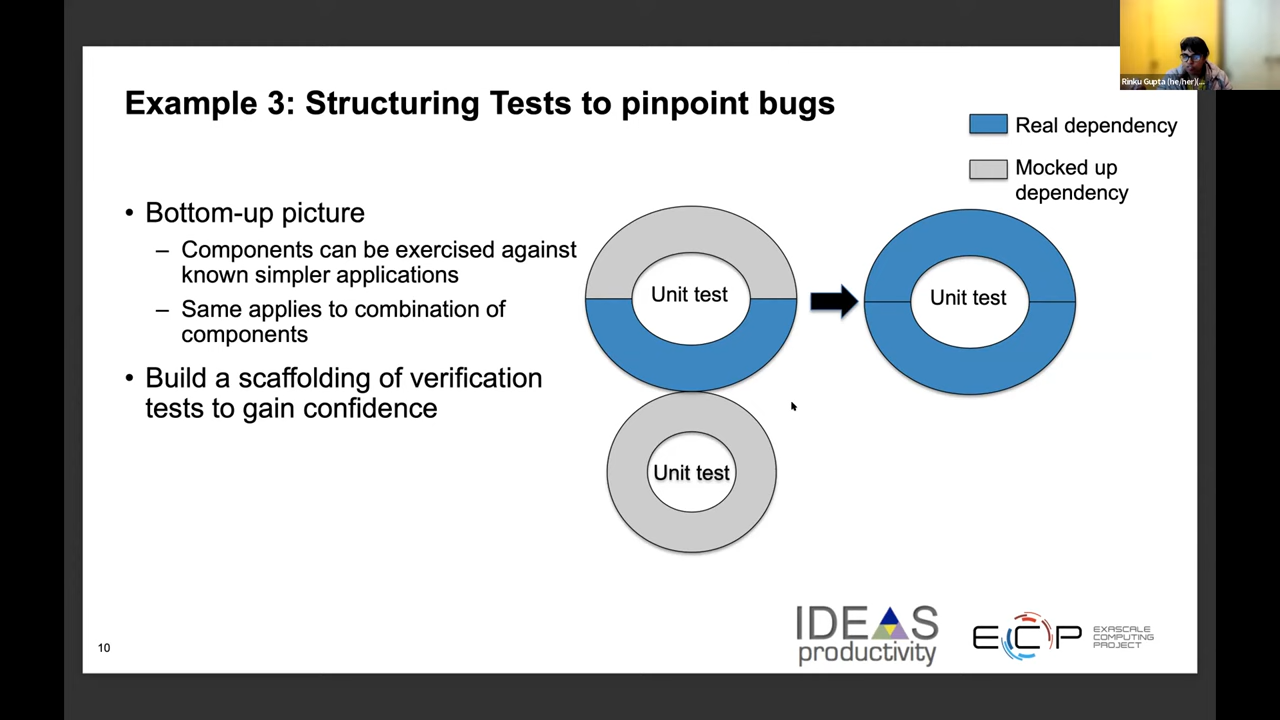 Rinku Gupta (he/her)(...
Example 3: Structuring Tests to pinpoint bugs
Real dependency
Mocked up
dependency
• Bottom-up picture
– Components can be exercised against
known simpler applications
– Same applies to combination of
components
• Build a scaffolding of verification
tests to gain confidence
Unit test
Unit test
Unit test
10
IDEAS
productivity
ECP
EXASCALE
COMPUTING
PROJECT